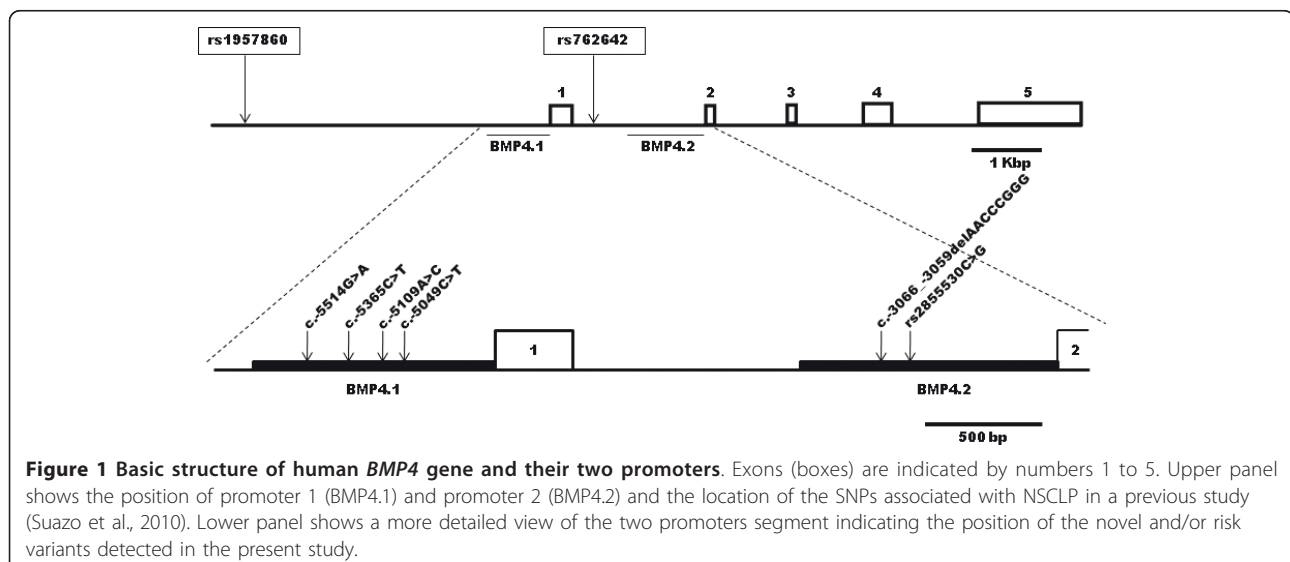 rs1957860
rs762642
1
2
3
4
5
BMP4.1
BMP4.2
1 Kbp
c.-5514G>A
c.-5365C>T
c.-5109A>C
c.-5049C>T
c.-3066_-3059delAACCCGGG
rs2855530C>G
1
2
BMP4.1
BMP4.2
500 bp
Figure 1 Basic structure of human BMP4 gene and their two promoters. Exons (boxes) are indicated by numbers 1 to 5. Upper panel
shows the position of promoter 1 (BMP4.1) and promoter 2 (BMP4.2) and the location of the SNPs associated with NSCLP in a previous study
(Suazo et al., 2010). Lower panel shows a more detailed view of the two promoters segment indicating the position of the novel and/or risk
variants detected in the present study.